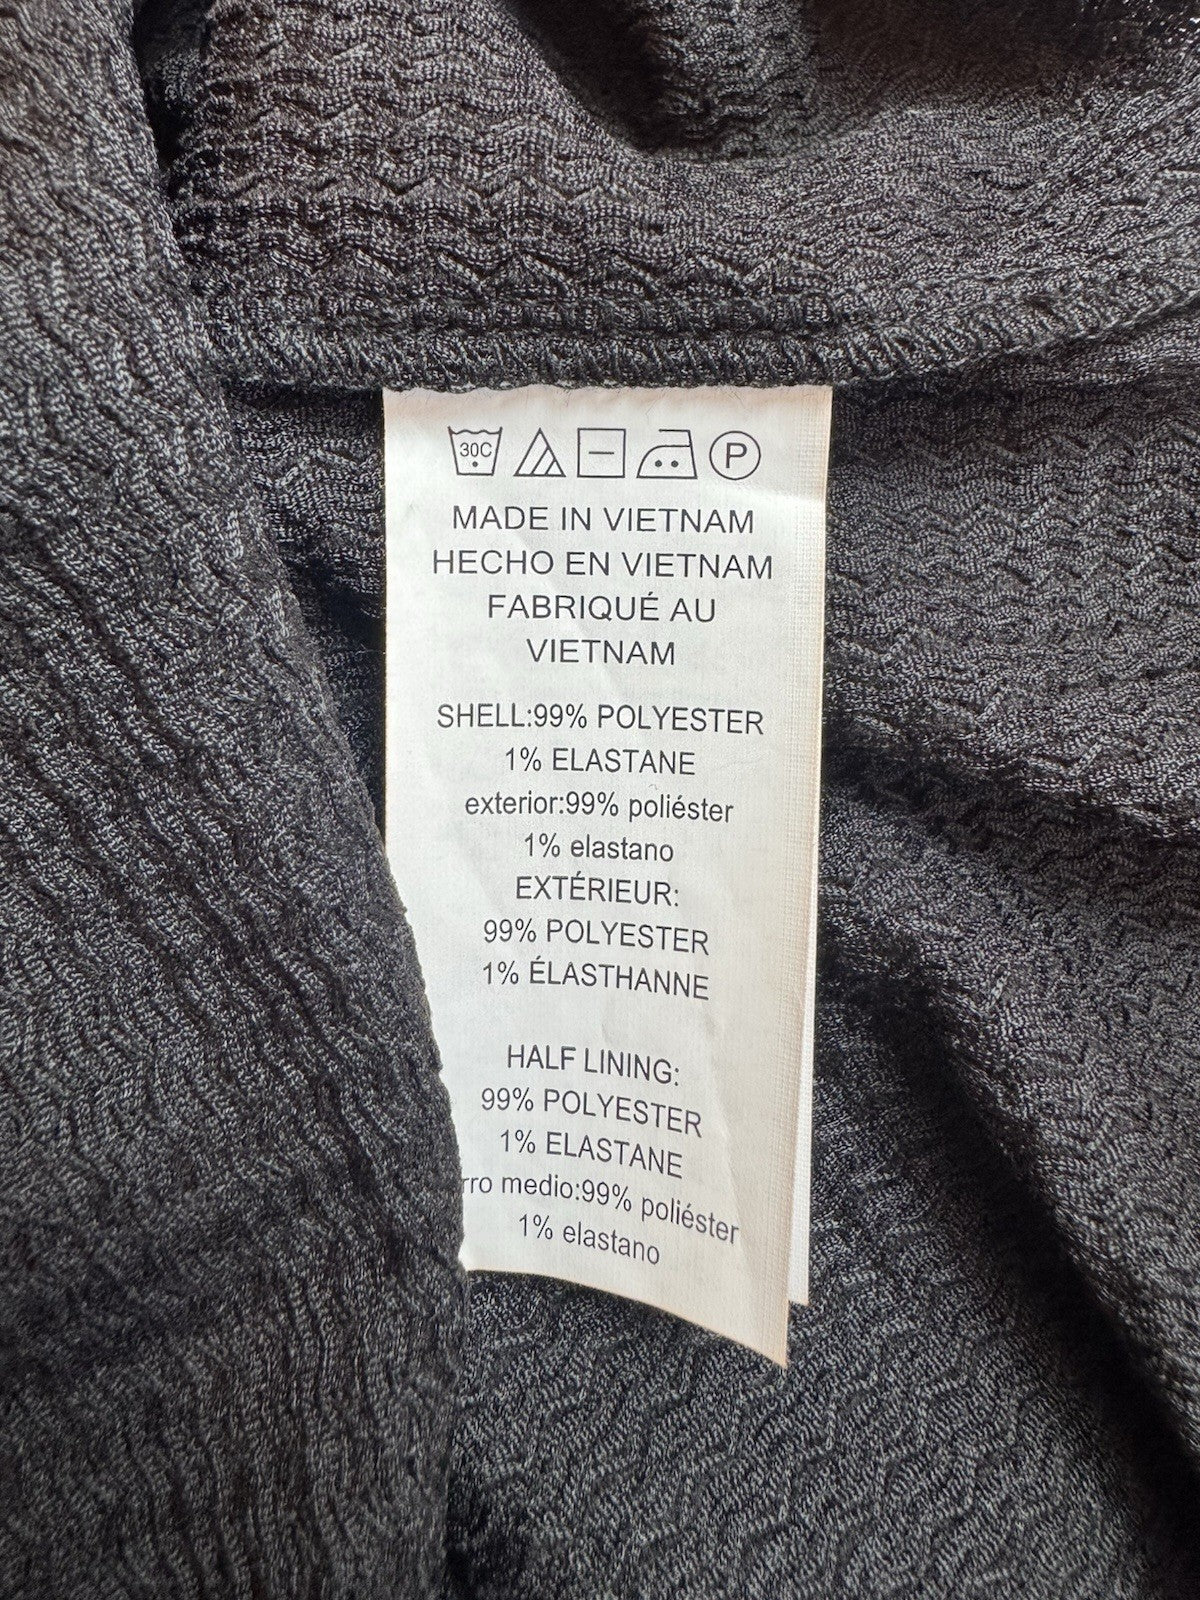 30C P
MADE IN VIETNAM
HECHO EN VIETNAM
FABRIQUÉ AU
VIETNAM
SHELL:99% POLYESTER
1% ELASTANE
exterior:99% poliéster
1% elastano
EXTÉRIEUR:
99% POLYESTER
1% ÉLASTHANNE
HALF LINING:
99% POLYESTER
1% ELASTANE
medio:99% poliéster
1% elastano